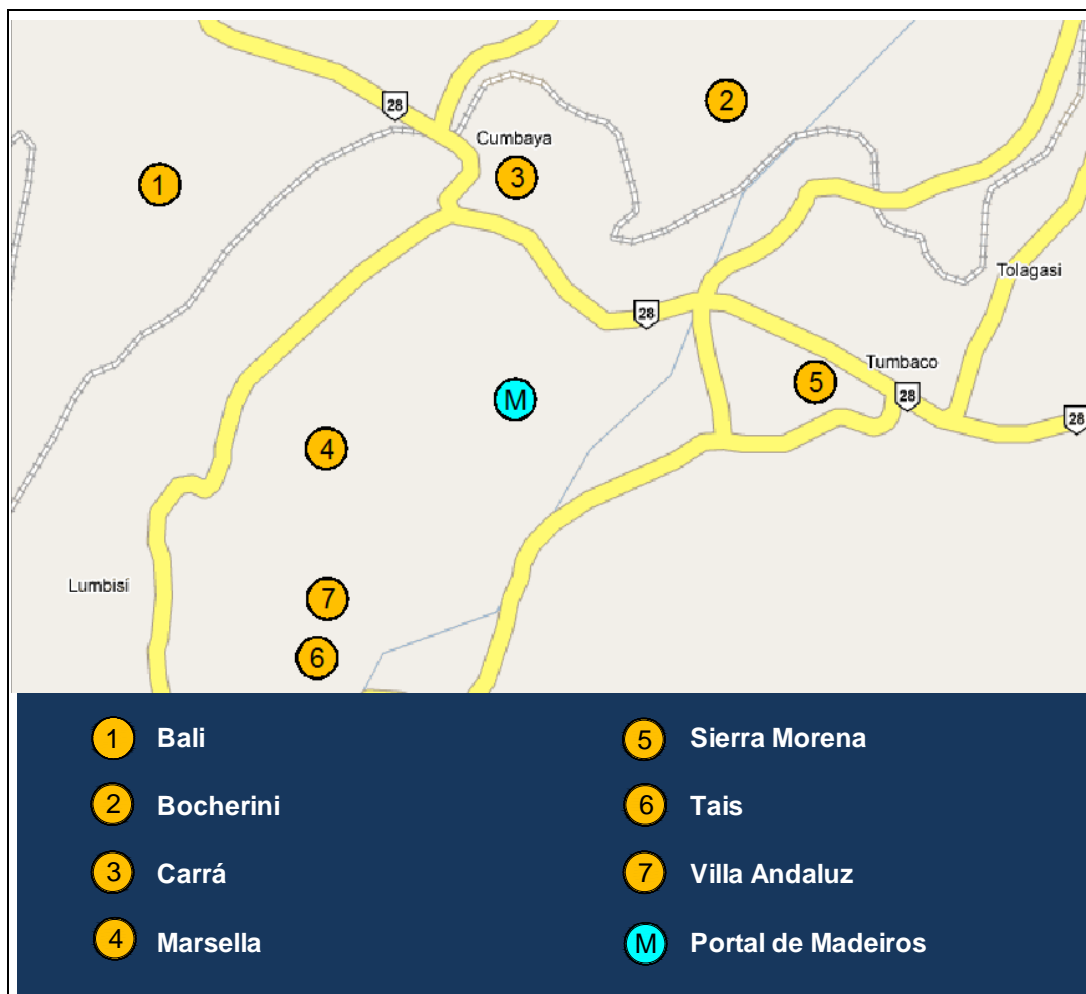 2
28
Cumbaya
3
1
Tolagasi
28
Tumbaco
5
28
M
28
4
Lumbisí
7
6
1 Bali
5 Sierra Morena
2 Bocherini
6 Tais
3 Carrá
7 Villa Andaluz
4 Marsella
M Portal de Madeiros